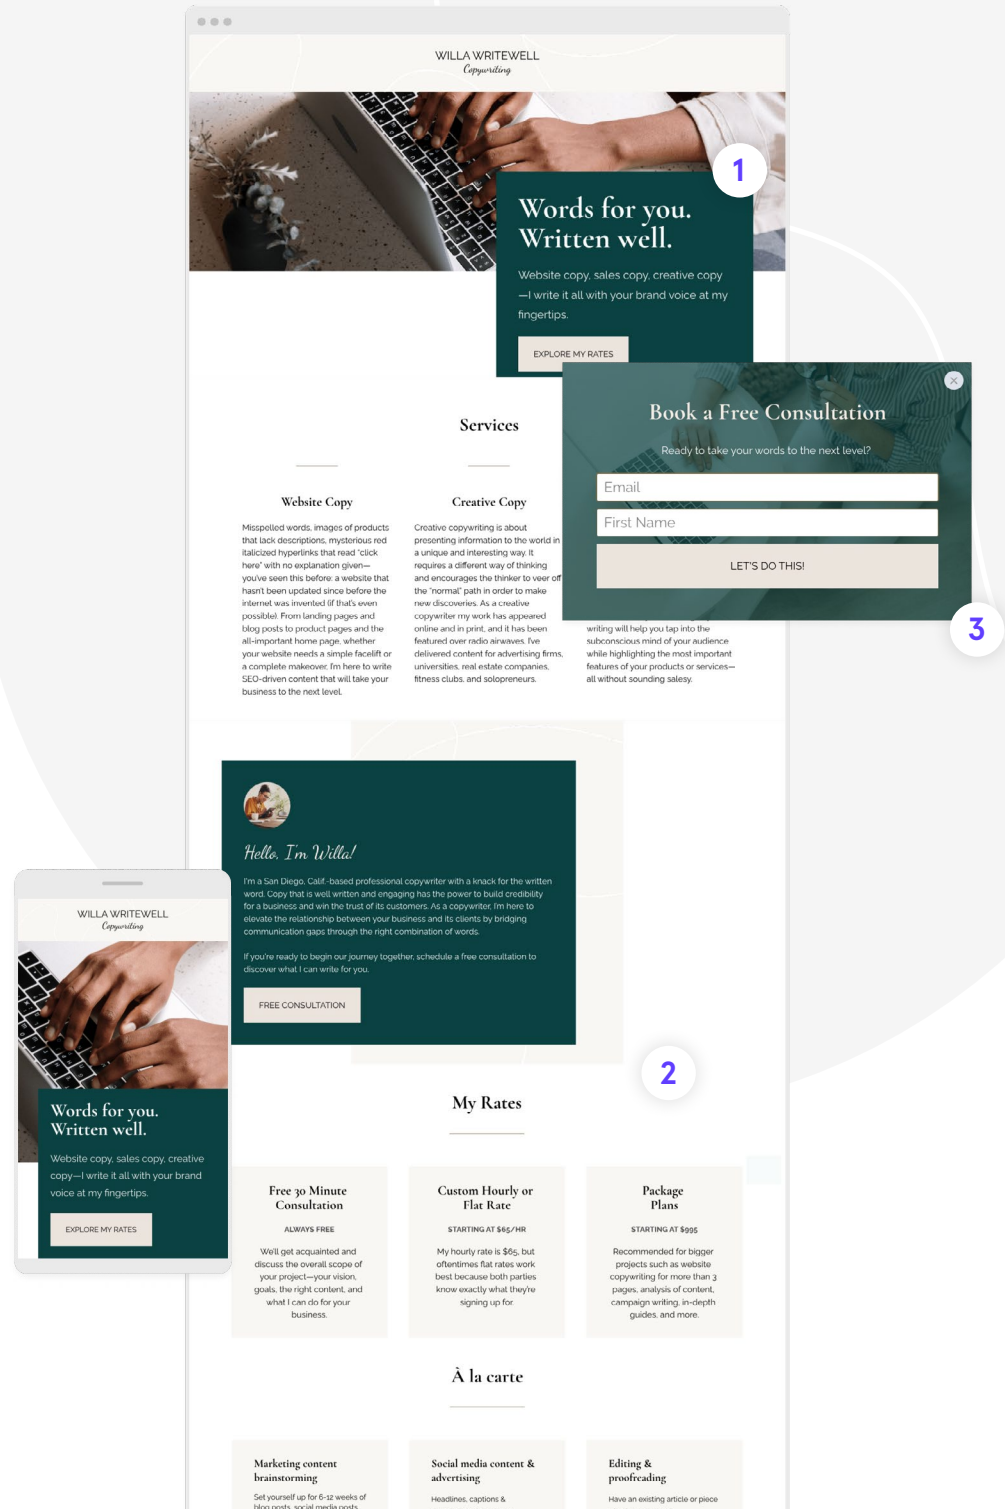 WILLA WRITEWELL
Copywriting
1
Words for you.
Written well.
Website copy, sales copy, creative copy
—I write it all with your brand voice at my
fingertips.
EXPLORE MY RATES
Book a Free Consultation
Ready to take your words to the next level?
Email
First Name
LET'S DO THIS!
3
Services
Website Copy
Misspelled words, images of products
that lack descriptions, mysterious red
italicized hyperlinks that read “click
here” with no explanation given—
you've seen this before: a website that
hasn't been updated since before the
internet was invented (if that's even
possible). From landing pages and
blog posts to product pages and the
all-important home page, whether
your website needs a simple facelift or
a complete makeover, I'm here to write
SEO-driven content that will take your
business to the next level.
Creative Copy
Creative copywriting is about
presenting information to the world in
a unique and interesting way. It
requires a different way of thinking
and encourages the thinker to veer off
the “normal” path in order to make
new discoveries. As a creative
copywriter my work has appeared
online and in print, and it has been
featured over radio airwaves. I've
delivered content for advertising firms,
universities, real estate companies,
fitness clubs, and solopreneurs.
writing will help you tap into the
subconscious mind of your audience
while highlighting the most important
features of your products or services—
all without sounding salesy.
Hello, I'm Willa!
I'm a San Diego, Calif.-based professional copywriter with a knack for the written
word. Copy that is well written and engaging has the power to build credibility
for a business and win the trust of its customers. As a copywriter, I'm here to
elevate the relationship between your business and its clients by bridging
communication gaps through the right combination of words.
If you're ready to begin our journey together, schedule a free consultation to
discover what I can write for you.
FREE CONSULTATION
WILLA WRITEWELL
Copywriting
Words for you.
Written well.
Website copy, sales copy, creative
copy—I write it all with your brand
voice at my fingertips.
EXPLORE MY RATES
2
My Rates
Free 30 Minute
Consultation
ALWAYS FREE
We'll get acquainted and
discuss the overall scope of
your project—your vision,
goals, the right content, and
what I can do for your
business.
Custom Hourly or
Flat Rate
STARTING AT $65/HR
My hourly rate is $65, but
oftentimes flat rates work
best because both parties
know exactly what they're
signing up for.
Package
Plans
STARTING AT $995
Recommended for bigger
projects such as website
copywriting for more than 3
pages, analysis of content,
campaign writing, in-depth
guides, and more.
À la carte
Marketing content
brainstorming
Set yourself up for 6-12 weeks of
blog posts, social media posts,
Social media content &
advertising
Headlines, captions &
Editing &
proofreading
Have an existing article or piece